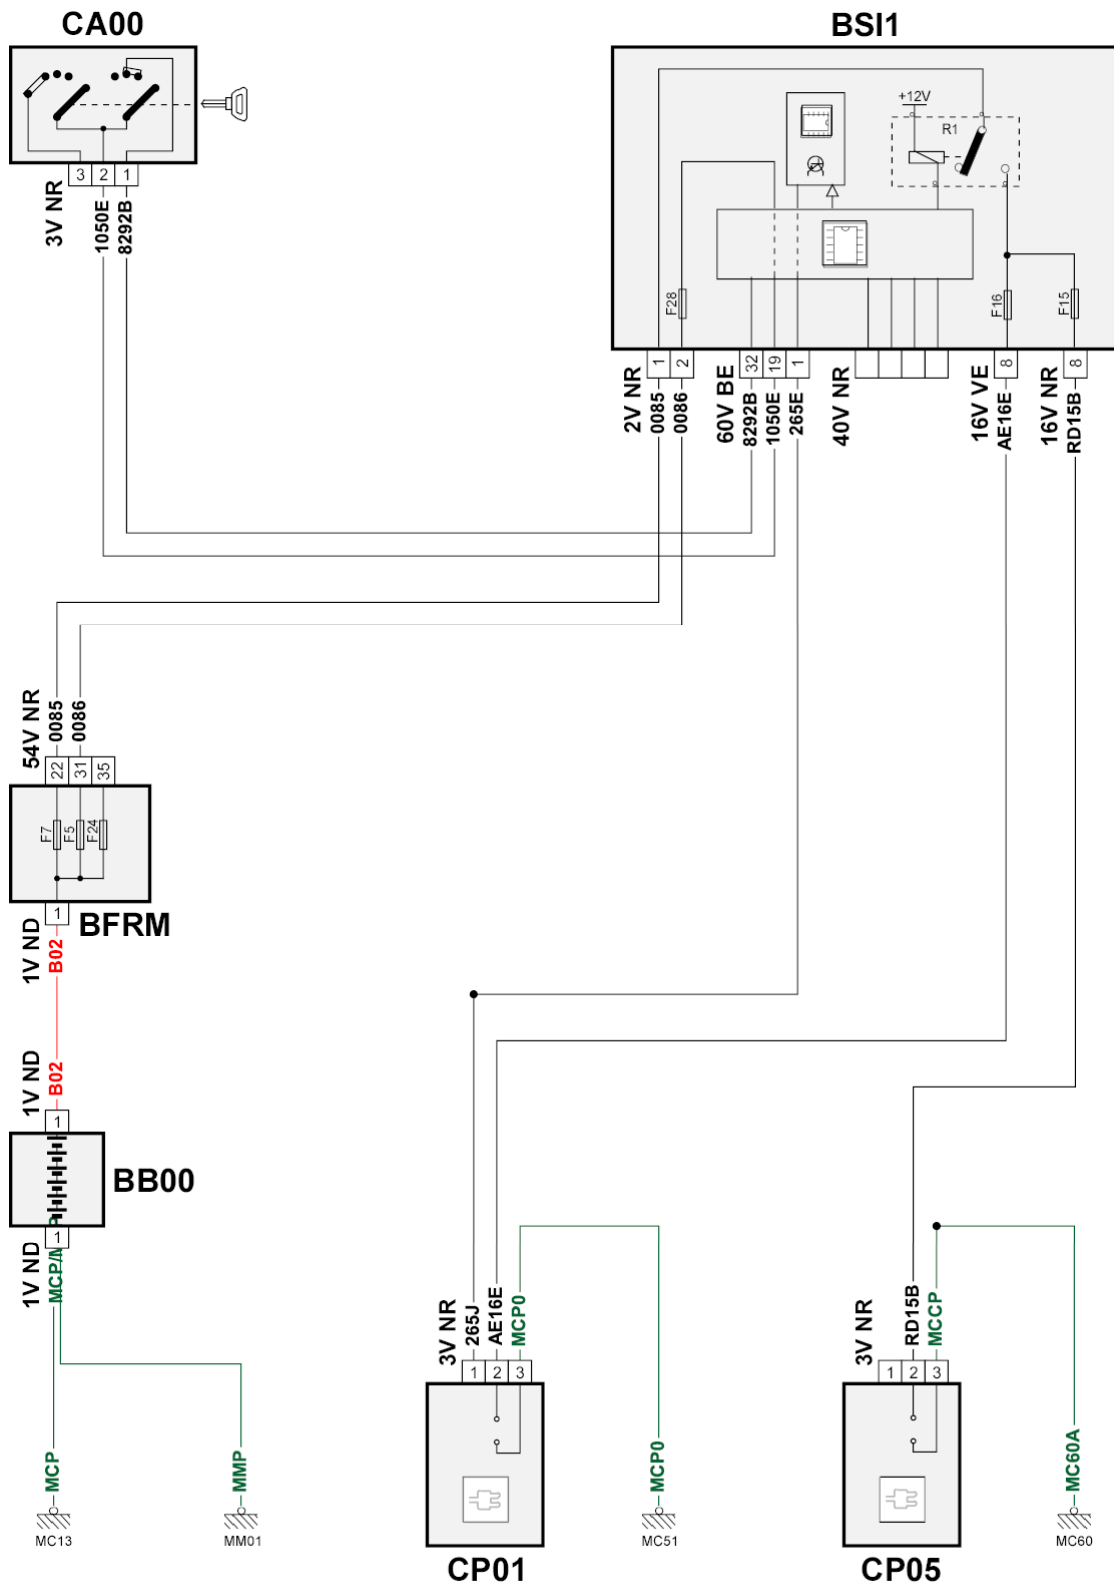 CA00
BSI1
+12V
R1
3 2 1
3V NR
1050E
8292B
F28
F16
F15
1 2 32 19 1 8 8
2V NR
0085
0086
60V BE
8292B
1050E
265E
40V NR
16V VE
AE16E
16V NR
RD15B
54V NR
0085
0086
22 31 35
F7
F5
F24
1
BFRM
1V ND
B02
1V ND
B02
1
BB00
1
1V ND
MCP/M P
3V NR
265J
AE16E
MCP0
3V NR
RD15B
MCCP
1 2 3
1 2 3
MCP
MMP
MCP0
MC60A
MC13
MM01
MC51
MC60
CP01
CP05